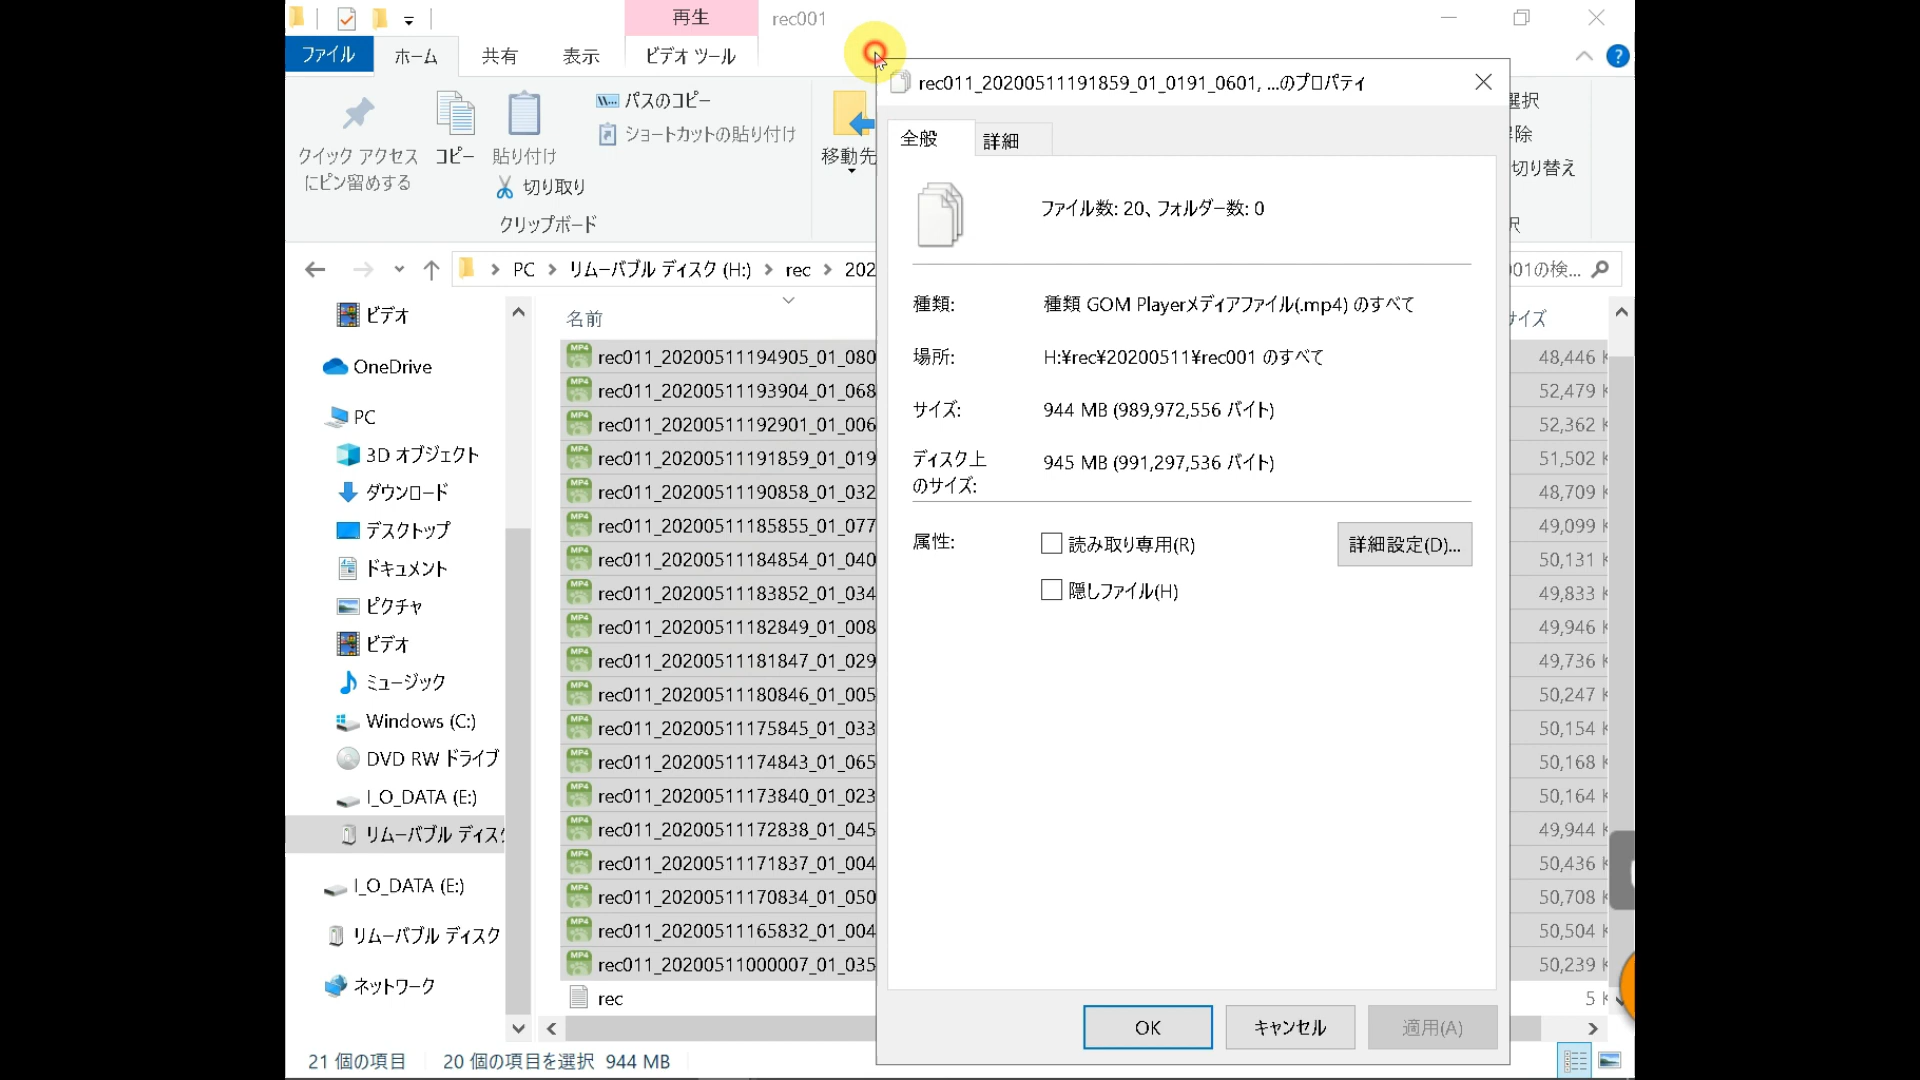 再生
rec001
ファイル
ホーム
共有
表示
ビデオ ツール
クイック アクセス
にピン留めする
コピー
貼り付け
パスのコピー
ショートカットの貼り付け
切り取り
クリップボード
移動先
選択
切り替え
PC
リムーバブル ディスク (H:)
rec
202
01の検...
ビデオ
OneDrive
PC
3D オブジェクト
ダウンロード
デスクトップ
ドキュメント
ピクチャ
ビデオ
ミュージック
Windows (C:)
DVD RW ドライブ
I_O_DATA (E:)
リムーバブル ディスク
I_O_DATA (E:)
リムーバブル ディスク
ネットワーク
名前
サイズ
rec011_20200511194905_01_080 48,446 K
rec011_20200511193904_01_068 52,479 K
rec011_20200511192901_01_006 52,362 K
rec011_20200511191859_01_019 51,502 K
rec011_20200511190858_01_032 48,709 K
rec011_20200511185855_01_077 49,099 K
rec011_20200511184854_01_040 50,131 K
rec011_20200511183852_01_034 49,833 K
rec011_20200511182849_01_008 49,946 K
rec011_20200511181847_01_029 49,736 K
rec011_20200511180846_01_005 50,247 K
rec011_20200511175845_01_033 50,154 K
rec011_20200511174843_01_065 50,168 K
rec011_20200511173840_01_023 50,164 K
rec011_20200511172838_01_045 49,944 K
rec011_20200511171837_01_004 50,436 K
rec011_20200511170834_01_050 50,708 K
rec011_20200511165832_01_004 50,504 K
rec011_20200511000007_01_035 50,239 K
rec 5 K
21 個の項目
20 個の項目を選択 944 MB
rec011_20200511191859_01_0191_0601, ...のプロパティ
全般
詳細
ファイル数: 20、フォルダー数: 0
種類: 種類 GOM Playerメディアファイル(.mp4) のすべて
場所: H:¥rec¥20200511¥rec001 のすべて
サイズ: 944 MB (989,972,556 バイト)
ディスク上
のサイズ:
945 MB (991,297,536 バイト)
属性:
読み取り専用(R)
詳細設定(D)...
隠しファイル(H)
OK
キャンセル
適用(A)